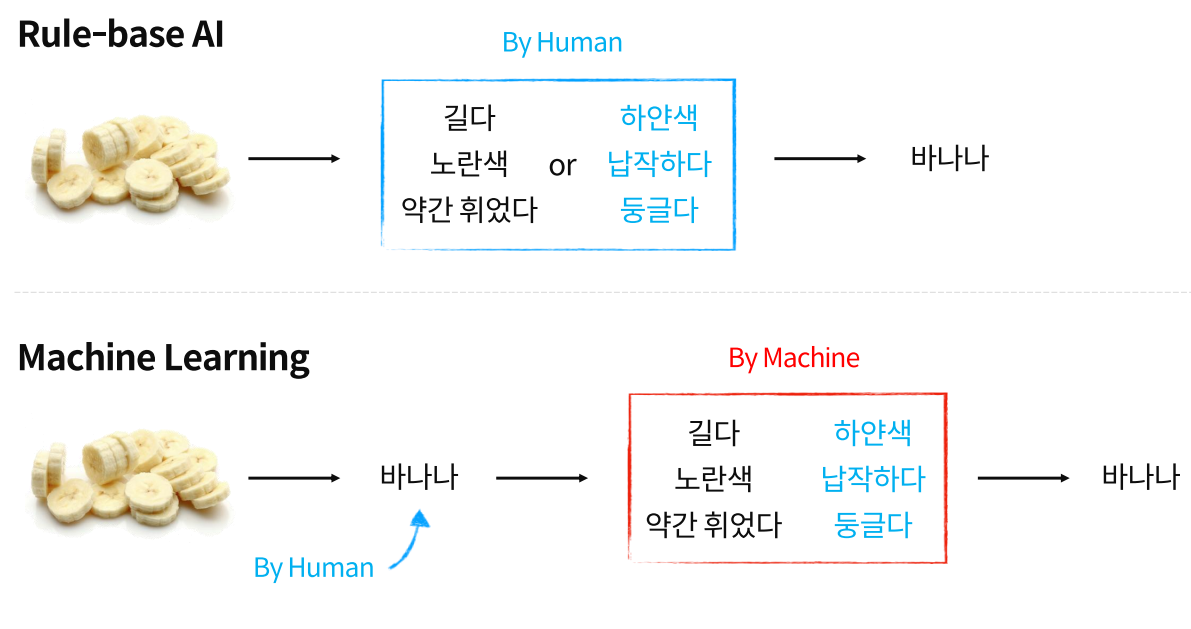 Rule-base AI
By Human
길다 하얀색
노란색 or 납작하다
약간 휘었다 둥글다
바나나
Machine Learning
By Machine
바나나
길다 하얀색
노란색 납작하다
약간 휘었다 둥글다
바나나
By Human